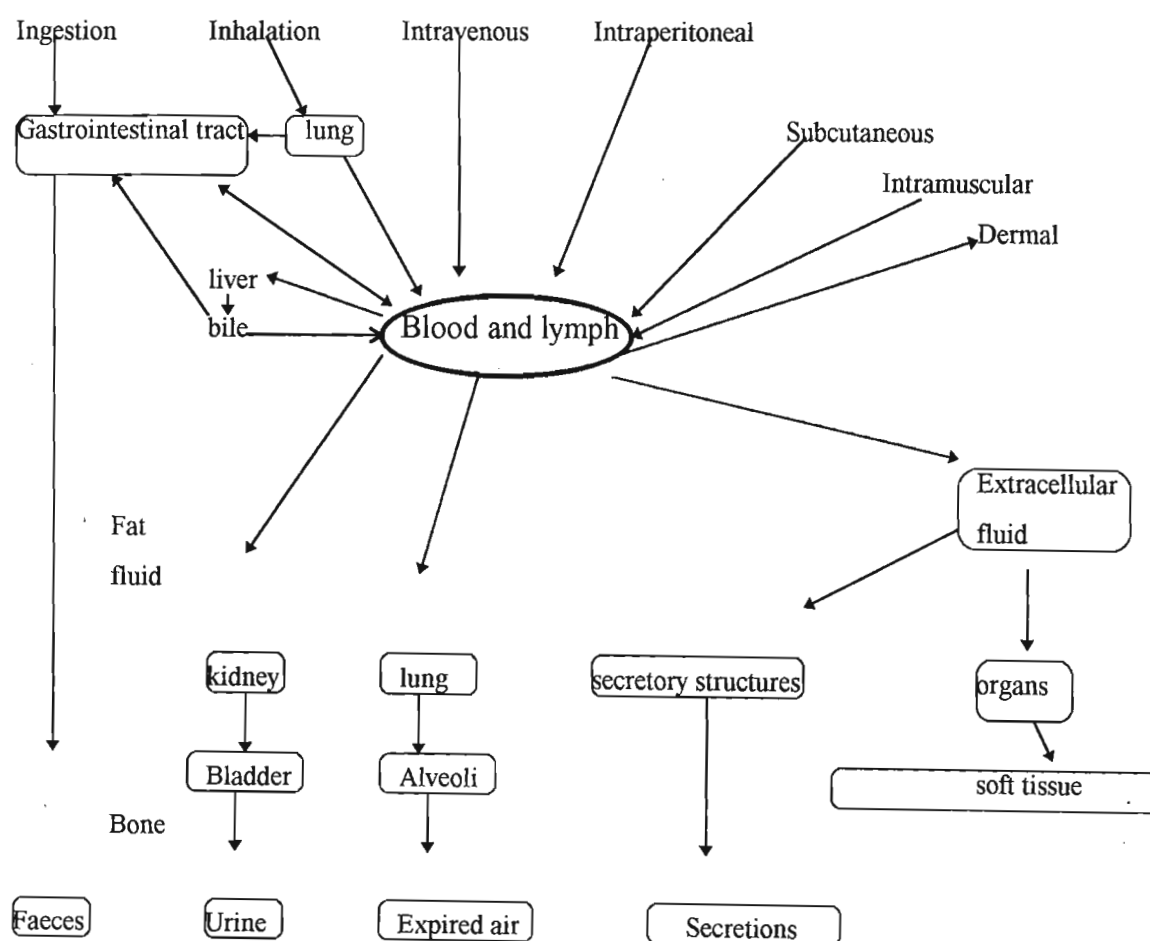 Ingestion
Inhalation
Intravenous
Intraperitoneal
Gastrointestinal tract
lung
Subcutaneous
Intramuscular
Dermal
liver
bile
Blood and lymph
Extracellular
fluid
Fat
fluid
kidney
lung
secretory structures
organs
Bladder
Alveoli
soft tissue
Bone
Faeces
Urine
Expired air
Secretions